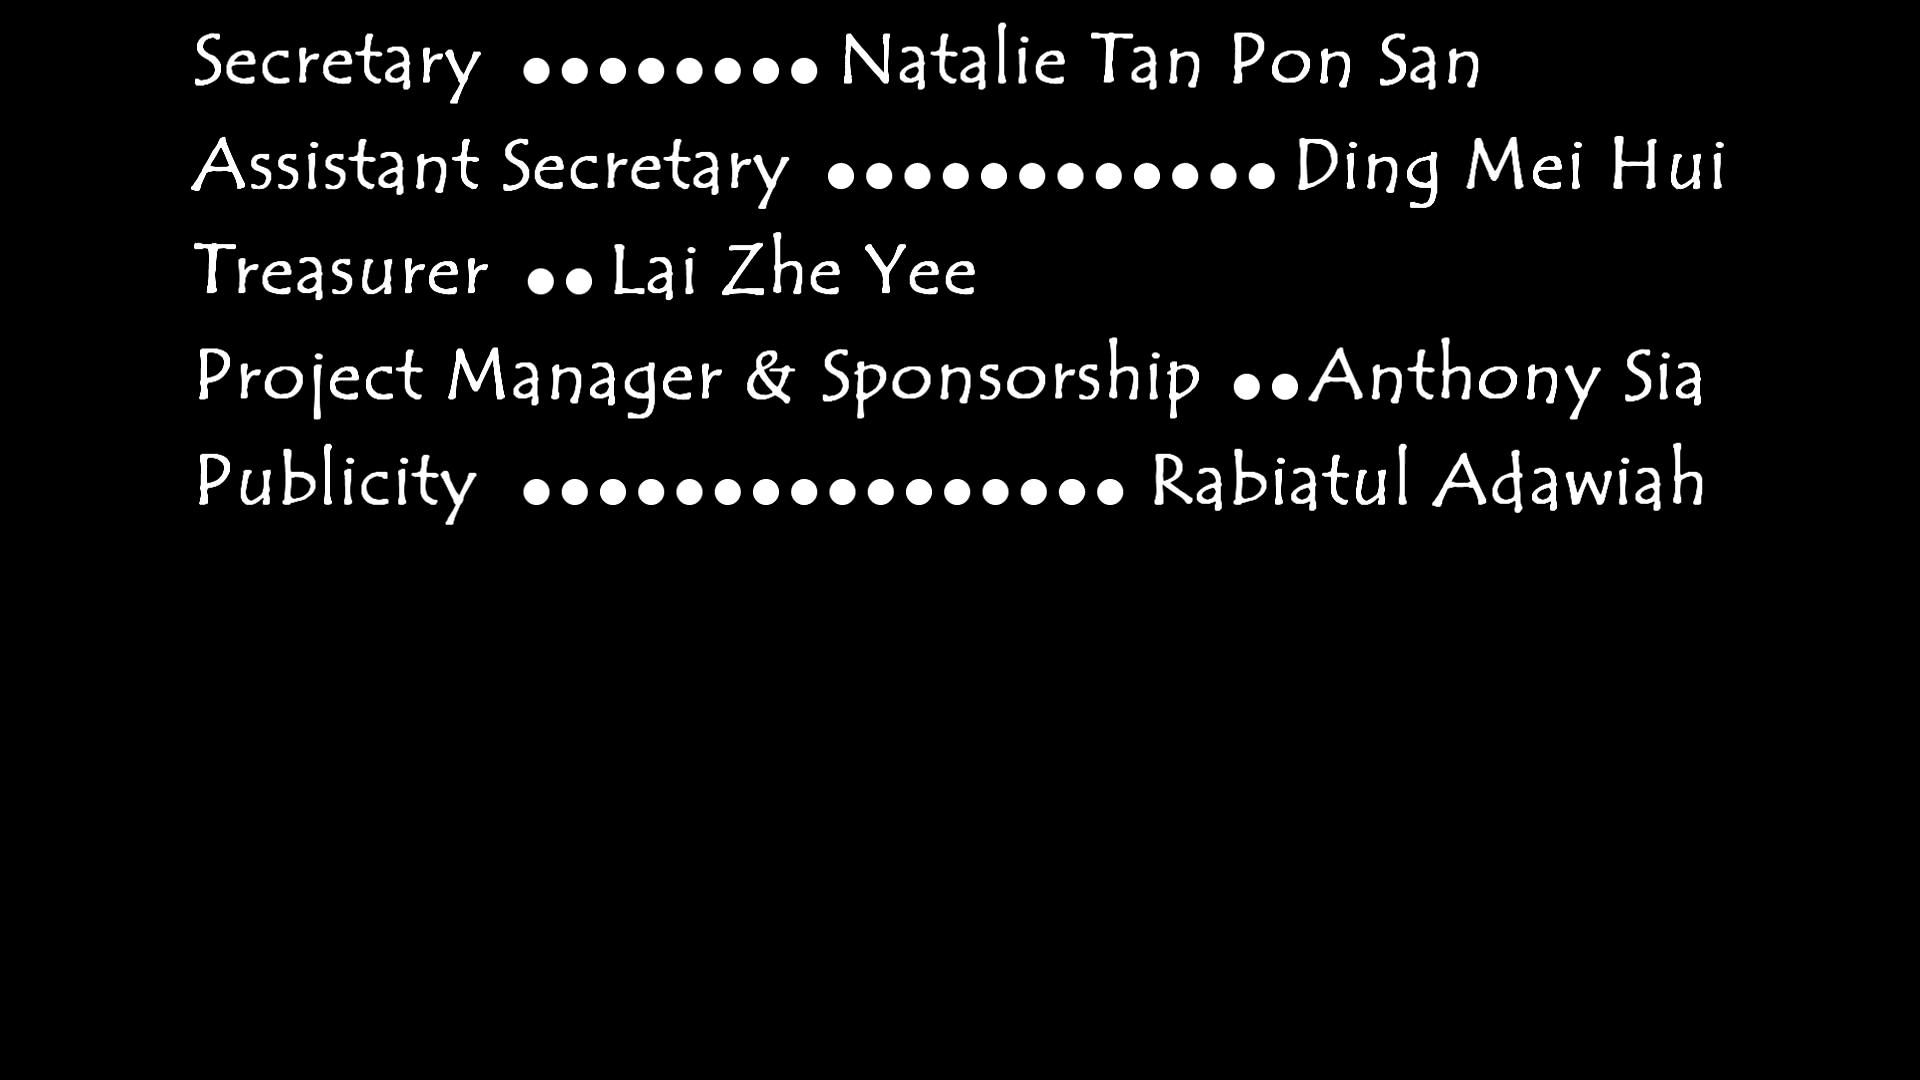 Secretary ●●●●●●●● Natalie Tan Pon San
Assistant Secretary ●●●●●●●●●●●● Ding Mei Hui
Treasurer ●● Lai Zhe Yee
Project Manager & Sponsorship ●●Anthony Sia
Publicity ●●●●●●●●●●●●●●●● Rabiatul Adawiah